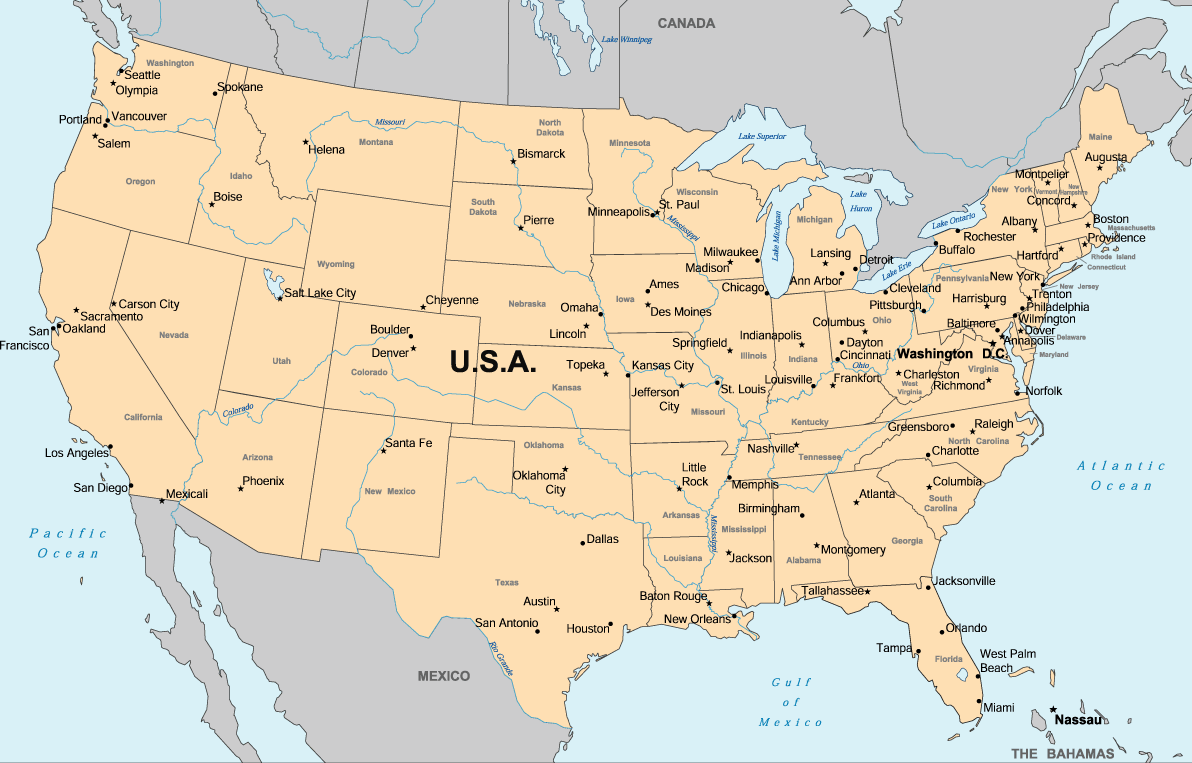 CANADA
Lake Winnipeg
Washington
Seattle
Olympia
Spokane
Portland
Vancouver
Salem
Missouri
Montana
Helena
North
Dakota
Bismarck
Minnesota
Lake Superior
Maine
Augusta
Oregon
Idaho
Boise
South
Dakota
Pierre
Minneapolis
St. Paul
Wisconsin
Mississippi
Michigan
Lake
Huron
Lake Michigan
Montpelier
New York
Vermont
New
Hampshire
Concord
Albany
Boston
Massachusetts
Lake Ontario
Rochester
Buffalo
Providence
Hartford
Rhode Island
Connecticut
Wyoming
Milwaukee
Madison
Lansing
Detroit
Ann Arbor
Lake Erie
Chicago
Cleveland
Pennsylvania
New York
New Jersey
Salt Lake City
Cheyenne
Nebraska
Omaha
Lincoln
Iowa
Ames
Des Moines
Pittsburgh
Harrisburg
Trenton
Philadelphia
Wilmington
Carson City
Sacramento
San
Francisco
Oakland
Nevada
Utah
Boulder
Denver
Colorado
U.S.A.
Topeka
Kansas City
Kansas
Springfield
Illinois
Indianapolis
Indiana
Columbus
Ohio
Dayton
Cincinnati
Ohio
Baltimore
Dover
Annapolis
Delaware
Maryland
Washington D.C.
Jefferson
City
St. Louis
Missouri
Louisville
Frankfort
Charleston
West
Virginia
Virginia
Richmond
Norfolk
California
Colorado
Kentucky
Greensboro
Raleigh
North Carolina
Charlotte
Los Angeles
Arizona
Santa Fe
Oklahoma
Nashville
Tennessee
San Diego
Mexicali
Phoenix
New Mexico
Oklahoma
City
Little
Rock
Memphis
Arkansas
Atlanta
Columbia
South
Carolina
Atlantic
Ocean
Pacific
Ocean
Dallas
Mississippi
Mississippi
Birmingham
Georgia
Louisiana
Jackson
Alabama
Montgomery
Texas
Austin
San Antonio
Houston
Baton Rouge
New Orleans
Tallahassee
Jacksonville
Orlando
Tampa
Florida
West Palm
Beach
Miami
Rio Grande
MEXICO
Gulf
of
Mexico
Nassau
THE BAHAMAS